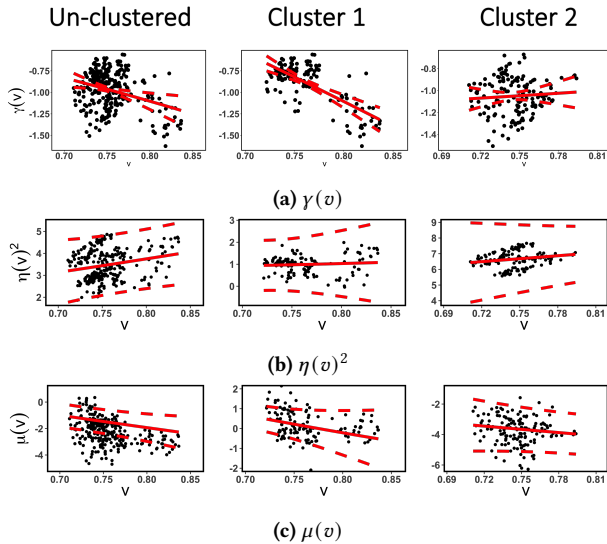 Un-clustered Cluster 1 Cluster 2
γ(v)
-0.75
-1.00
-1.25
-1.50
0.70 0.75 0.80 0.85
v
-0.75
-1.00
-1.25
-1.50
0.70 0.75 0.80 0.85
v
-0.8
-1.0
-1.2
-1.4
0.69 0.72 0.75 0.78 0.81
v
(a) γ(v)
η(v)²
5
4
3
2
0.70 0.75 0.80 0.85
v
3
2
1
0
0.70 0.75 0.80 0.85
v
9
8
7
6
5
4
0.69 0.72 0.75 0.78 0.81
v
(b) η(v)²
μ(v)
0
-2
-4
0.70 0.75 0.80 0.85
v
2
1
0
-1
-2
0.70 0.75 0.80 0.85
v
-2
-4
-6
0.69 0.72 0.75 0.78 0.81
v
(c) μ(v)